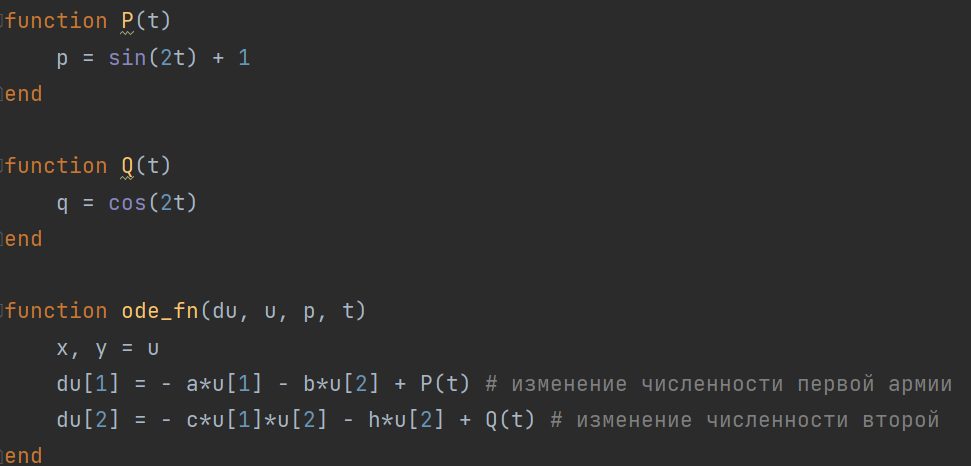 function P(t)
    p = sin(2t) + 1
end
function Q(t)
    q = cos(2t)
end
function ode_fn(du, u, p, t)
    x, y = u
    du[1] = - a*u[1] - b*u[2] + P(t) # изменение численности первой армии
    du[2] = - c*u[1]*u[2] - h*u[2] + Q(t) # изменение численности второй
end